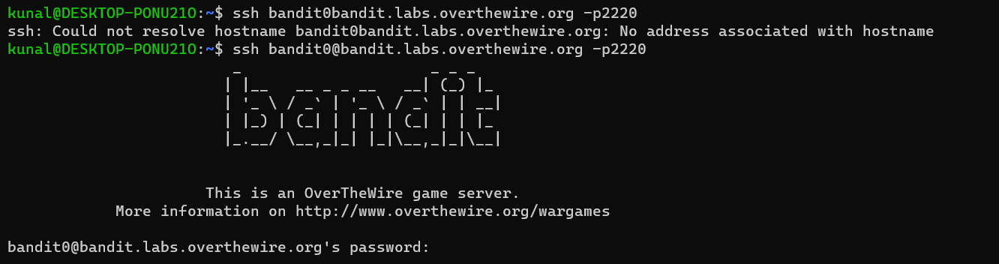 kunal@DESKTOP-PONU21O:~$ ssh bandit0bandit.labs.overthewire.org -p2220
ssh: Could not resolve hostname bandit0bandit.labs.overthewire.org: No address associated with hostname
kunal@DESKTOP-PONU21O:~$ ssh bandit0@bandit.labs.overthewire.org -p2220
                         _                     _ _ _
                        | |__   __ _ _ __   __| (_) |_
                        | '_ \ / _` | '_ \ / _` | | __|
                        | |_) | (_| | | | | (_| | | |_
                        |_.__/ \__,_|_| |_|\__,_|_|\__|
                      This is an OverTheWire game server.
            More information on http://www.overthewire.org/wargames
bandit0@bandit.labs.overthewire.org's password: